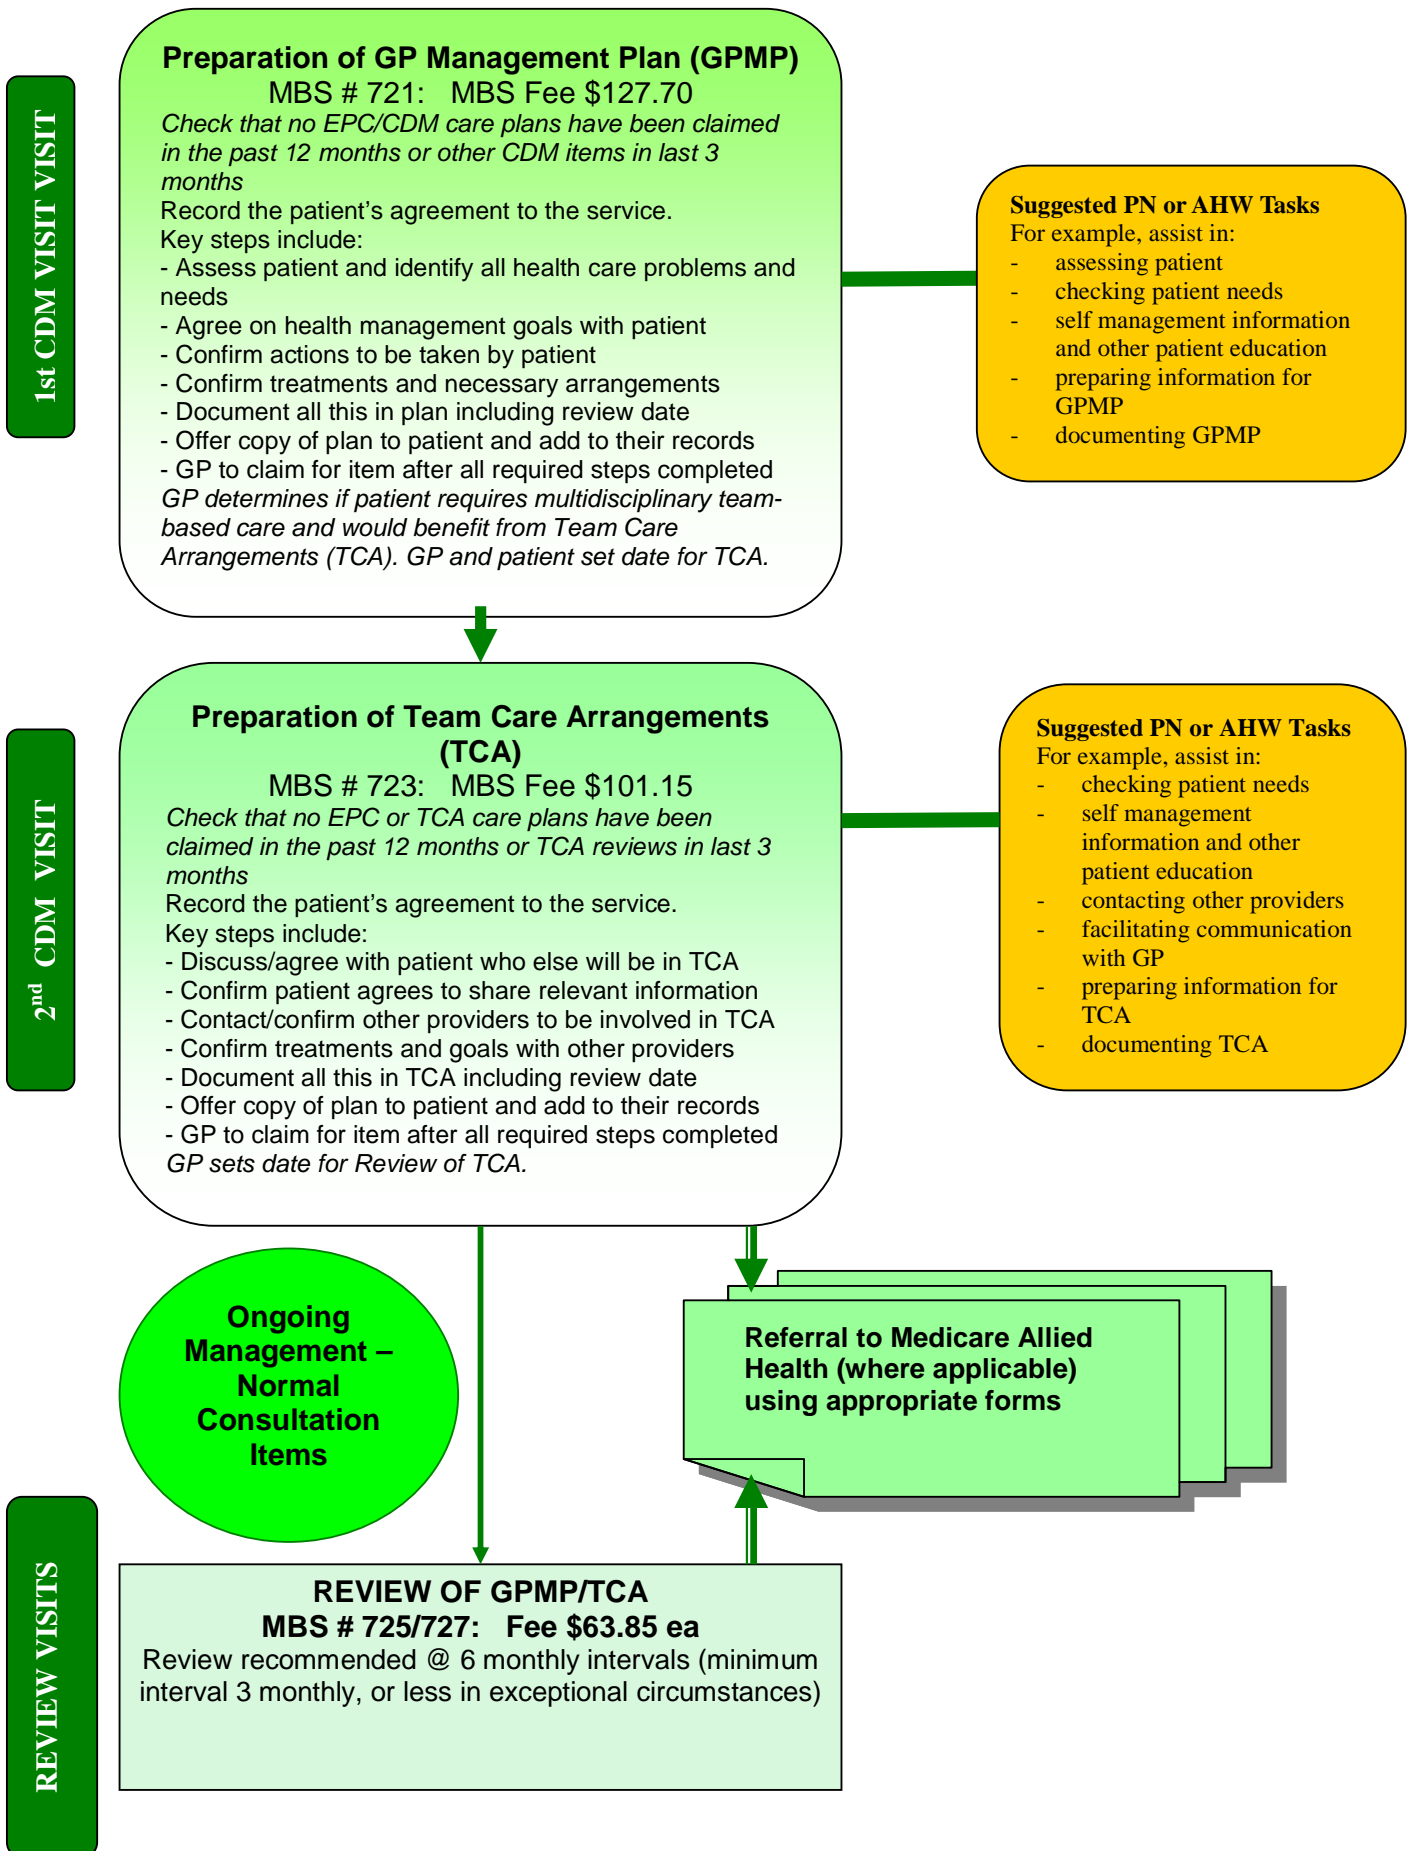 1st CDM VISIT VISIT
Preparation of GP Management Plan (GPMP)
MBS # 721:   MBS Fee $127.70
Check that no EPC/CDM care plans have been claimed
in the past 12 months or other CDM items in last 3
months
Record the patient's agreement to the service.
Key steps include:
- Assess patient and identify all health care problems and
needs
- Agree on health management goals with patient
- Confirm actions to be taken by patient
- Confirm treatments and necessary arrangements
- Document all this in plan including review date
- Offer copy of plan to patient and add to their records
- GP to claim for item after all required steps completed
GP determines if patient requires multidisciplinary team-
based care and would benefit from Team Care
Arrangements (TCA). GP and patient set date for TCA.
Suggested PN or AHW Tasks
For example, assist in:
- assessing patient
- checking patient needs
- self management information
and other patient education
- preparing information for
GPMP
- documenting GPMP
2nd CDM VISIT
Preparation of Team Care Arrangements
(TCA)
MBS # 723:   MBS Fee $101.15
Check that no EPC or TCA care plans have been
claimed in the past 12 months or TCA reviews in last 3
months
Record the patient's agreement to the service.
Key steps include:
- Discuss/agree with patient who else will be in TCA
- Confirm patient agrees to share relevant information
- Contact/confirm other providers to be involved in TCA
- Confirm treatments and goals with other providers
- Document all this in TCA including review date
- Offer copy of plan to patient and add to their records
- GP to claim for item after all required steps completed
GP sets date for Review of TCA.
Suggested PN or AHW Tasks
For example, assist in:
- checking patient needs
- self management
information and other
patient education
- contacting other providers
- facilitating communication
with GP
- preparing information for
TCA
- documenting TCA
Ongoing
Management –
Normal
Consultation
Items
Referral to Medicare Allied
Health (where applicable)
using appropriate forms
REVIEW VISITS
REVIEW OF GPMP/TCA
MBS # 725/727:   Fee $63.85 ea
Review recommended @ 6 monthly intervals (minimum
interval 3 monthly, or less in exceptional circumstances)